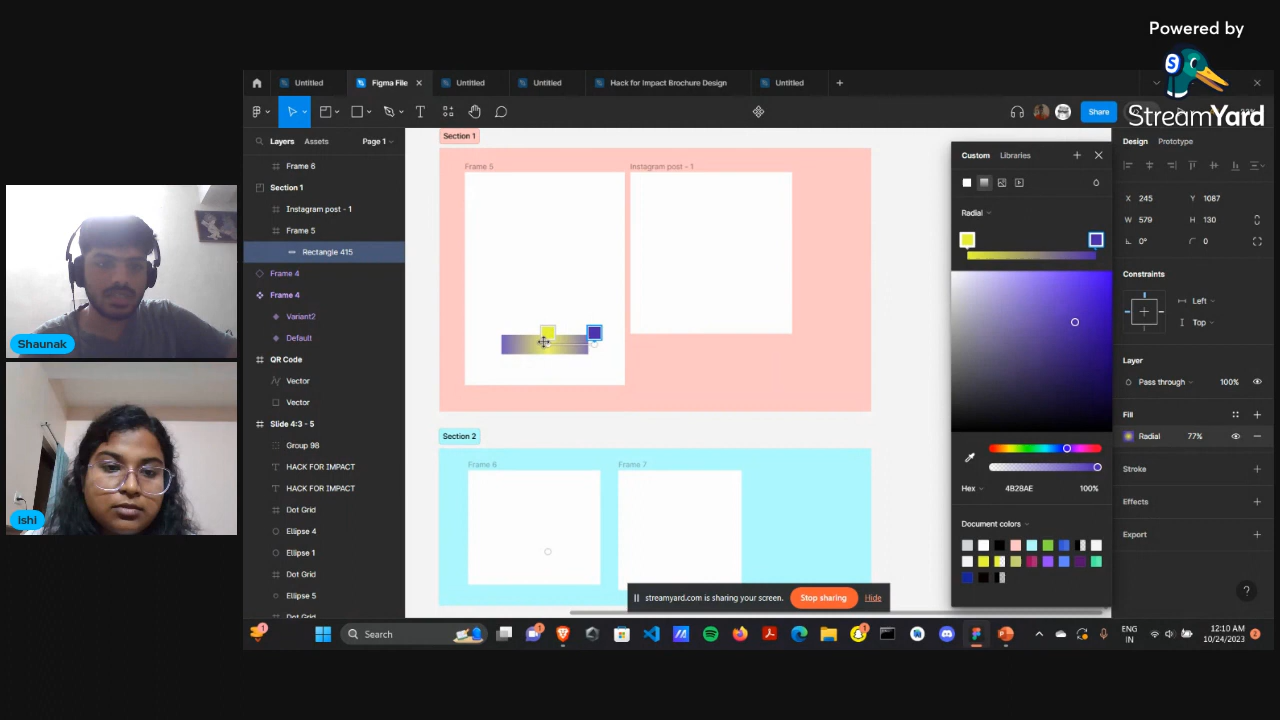 Powered by
StreamYard
Untitled
Figma File
Untitled
Untitled
Hack for Impact Brochure Design
Untitled
Share
Layers
Assets
Page 1
Frame 6
Section 1
Instagram post - 1
Frame 5
Rectangle 415
Frame 4
Frame 4
Variant2
Default
QR Code
Vector
Vector
Slide 4:3 - 5
Group 98
HACK FOR IMPACT
HACK FOR IMPACT
Dot Grid
Ellipse 4
Ellipse 1
Dot Grid
Ellipse 5
Dot Grid
Section 1
Frame 5
Instagram post - 1
Section 2
Frame 6
Frame 7
Custom
Libraries
Radial
Hex
4B28AE
100%
Document colors
Design
Prototype
X 245
Y 1087
W 579
H 130
0°
0
Constraints
Left
Top
Layer
Pass through
100%
Fill
Radial
77%
Stroke
Effects
Export
?
streamyard.com is sharing your screen.
Stop sharing
Hide
Shaunak
ishi
Search
ENG
IN
12:10 AM
10/24/2023